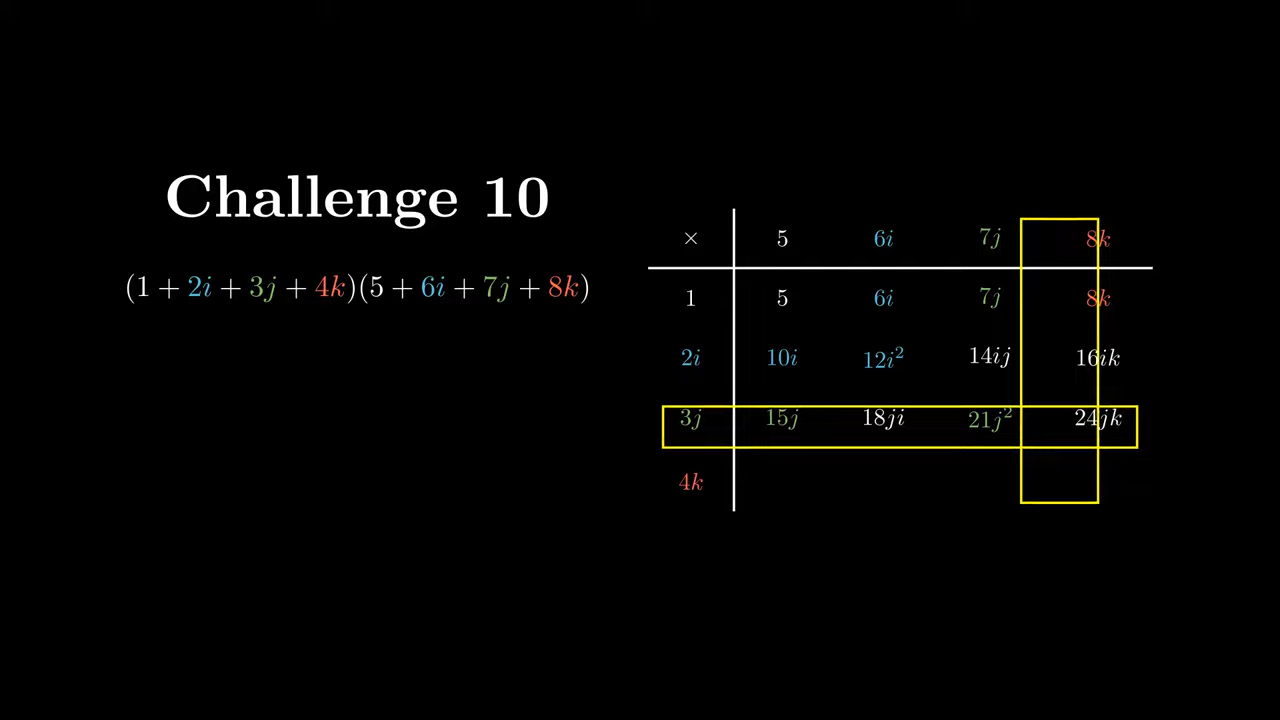 Challenge 10
(1 + 2i + 3j + 4k)(5 + 6i + 7j + 8k)
× 5 6i 7j 8k
1 5 6i 7j 8k
2i 10i 12i² 14ij 16ik
3j 15j 18ji 21j² 24jk
4k